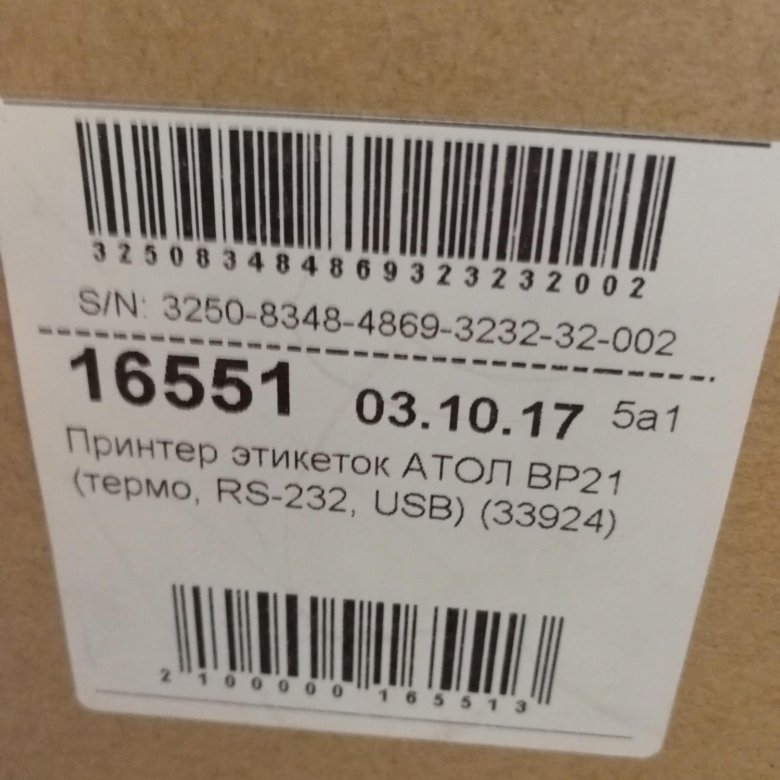 325083484869323232002
S/N: 3250-8348-4869-3232-32-002
16551 03.10.17 5a1
Принтер этикеток АТОЛ BP21
(термо, RS-232, USB) (33924)
2100000165513